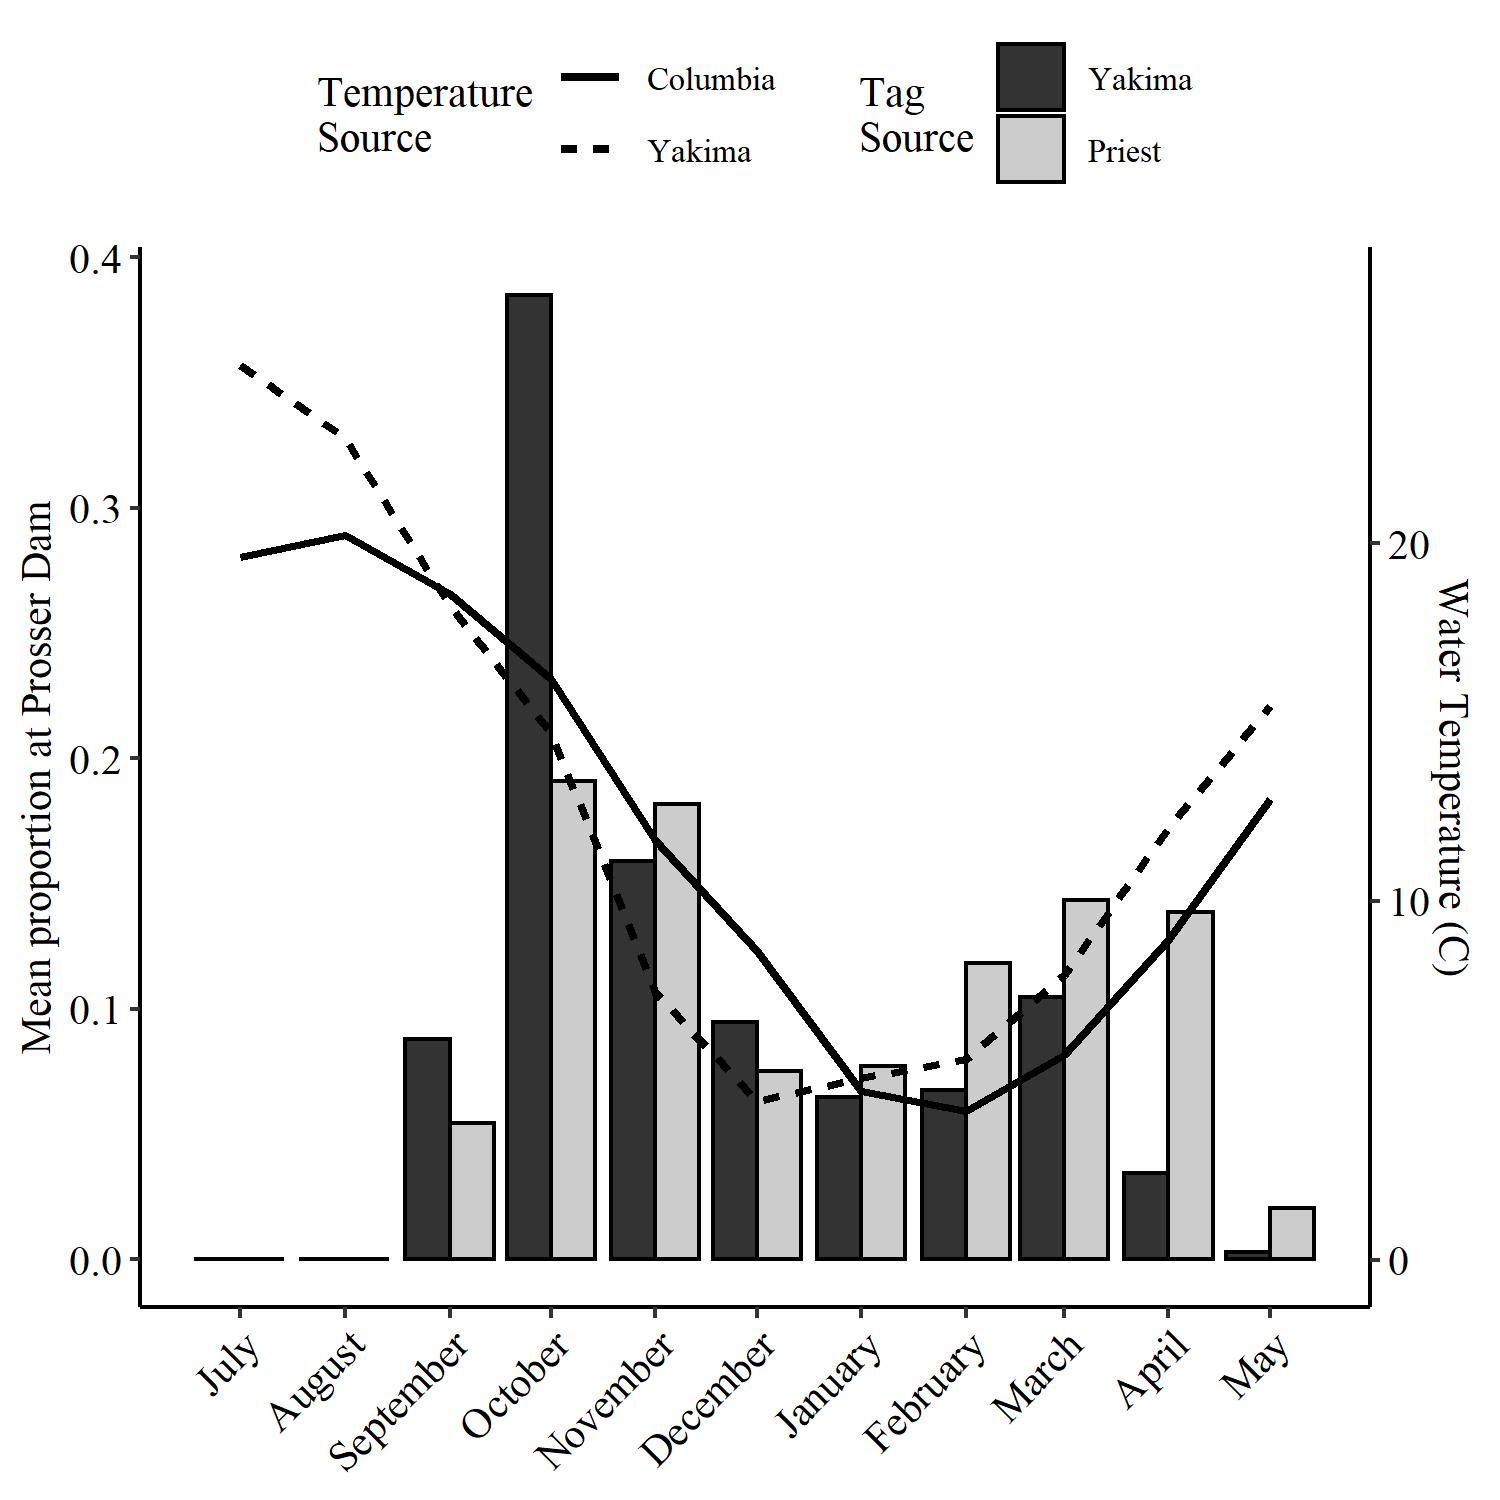 Temperature
Source
Columbia
Yakima
Tag
Source
Yakima
Priest
Mean proportion at Prosser Dam
0.4
0.3
0.2
0.1
0.0
20
10
0
Water Temperature (C)
July
August
September
October
November
December
January
February
March
April
May